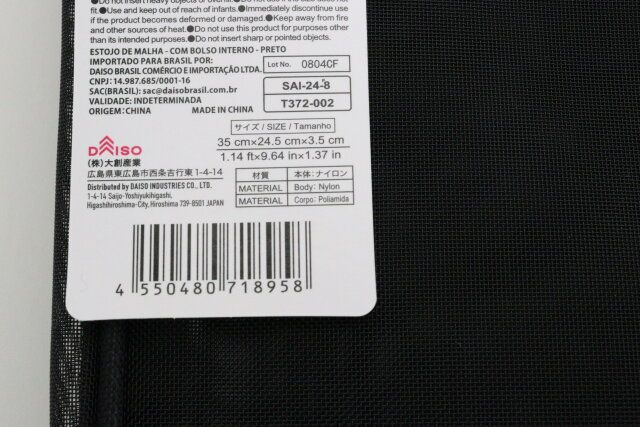 fit.●Use and keep out of reach of infants. ●Immediately discontinue use
if the product becomes deformed or damaged.●Keep away from fire
and other heat sources.●Do not use this product for purposes other
than its intended purposes.●Do not insert sharp or pointed objects.
ESTOJO DE MALHA - COM BOLSO INTERNO - PRETO
IMPORTADO PARA BRASIL POR:
DAISO BRASIL COMÉRCIO E IMPORTAÇÃO LTDA.
CNPJ: 14.987.685/0001-16
SAC(BRASIL): sac@daisobrasil.com.br
VALIDADE: INDETERMINADA
ORIGEM:CHINA MADE IN CHINA
Lot No. 0804CF
SAI-24-8
T372-002
サイズ / SIZE / Tamanho
35 cm×24.5 cm×3.5 cm
1.14 ft×9.64 in×1.37 in
DAISO
(株)大創産業
広島県東広島市西条吉行東 1-4-14
Distributed by DAISO INDUSTRIES CO., LTD.
1-4-14 Saijo-Yoshiyukihigashi,
Higashihiroshima-City, Hiroshima 739-8501 JAPAN
材質 本体: ナイロン
MATERIAL Body: Nylon
MATERIAL Corpo: Poliamida
4 550480 718958